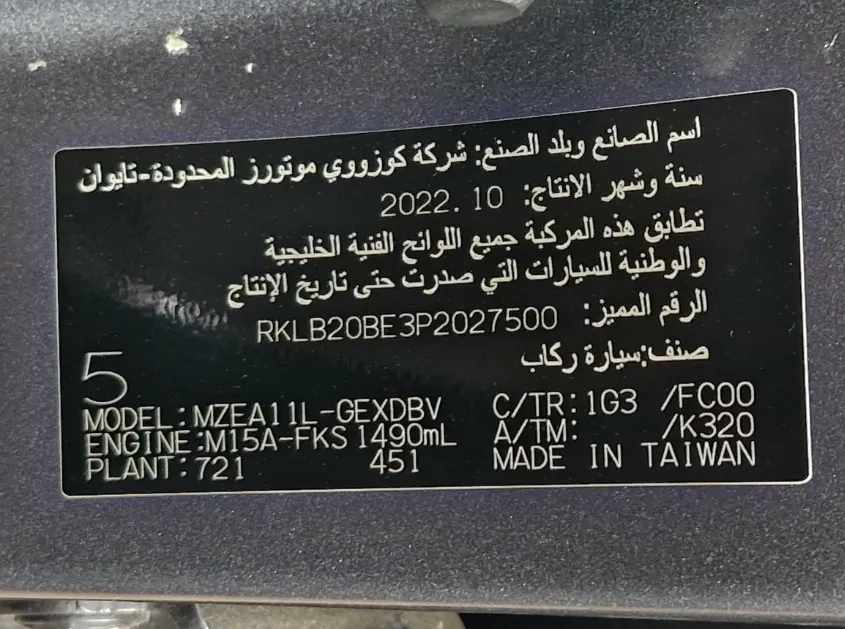 اسم الصانع وبلد الصنع: شركة كوزووي موتورز المحدودة-تايوان
سنة وشهر الانتاج: 2022.10
تطابق هذه المركبة جميع اللوائح الفنية الخليجية
والوطنية للسيارات التي صدرت حتى تاريخ الإنتاج
الرقم المميز: RKLB20BE3P2027500
صنف:سيارة ركاب
5
MODEL:MZEA11L-GEXDBV C/TR:1G3 /FC00
ENGINE:M15A-FKS 1490mL A/TM: /K320
PLANT:721 451 MADE IN TAIWAN